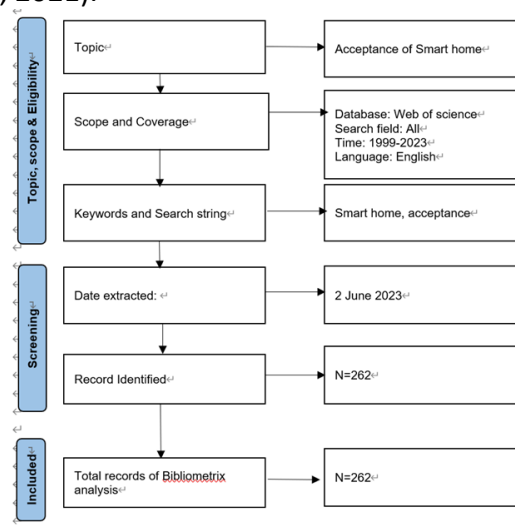 , 2021).
Topic, scope & Eligibility
Topic
Acceptance of Smart home
Scope and Coverage
Database: Web of science
Search field: All
Time: 1999-2023
Language: English
Keywords and Search string
Smart home, acceptance
Screening
Date extracted:
2 June 2023
Record Identified
N=262
Included
Total records of Bibliometrix
analysis
N=262